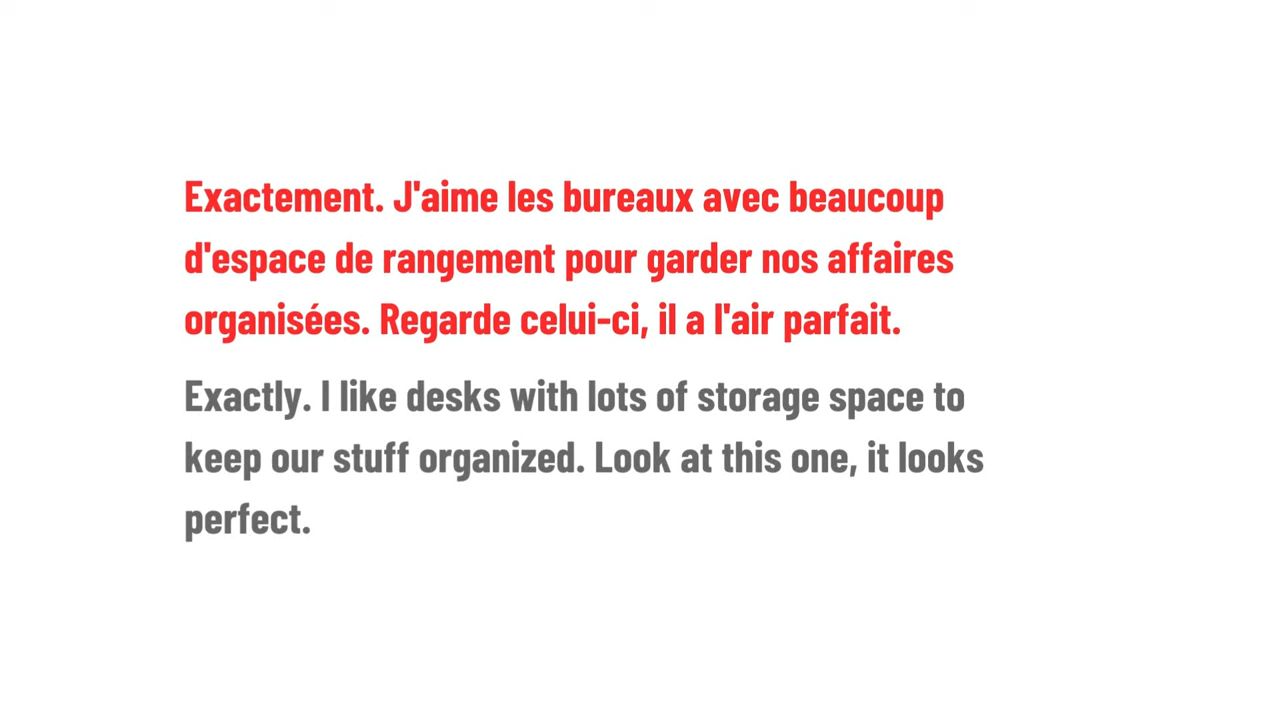 Exactement. J'aime les bureaux avec beaucoup
d'espace de rangement pour garder nos affaires
organisées. Regarde celui-ci, il a l'air parfait.
Exactly. I like desks with lots of storage space to
keep our stuff organized. Look at this one, it looks
perfect.